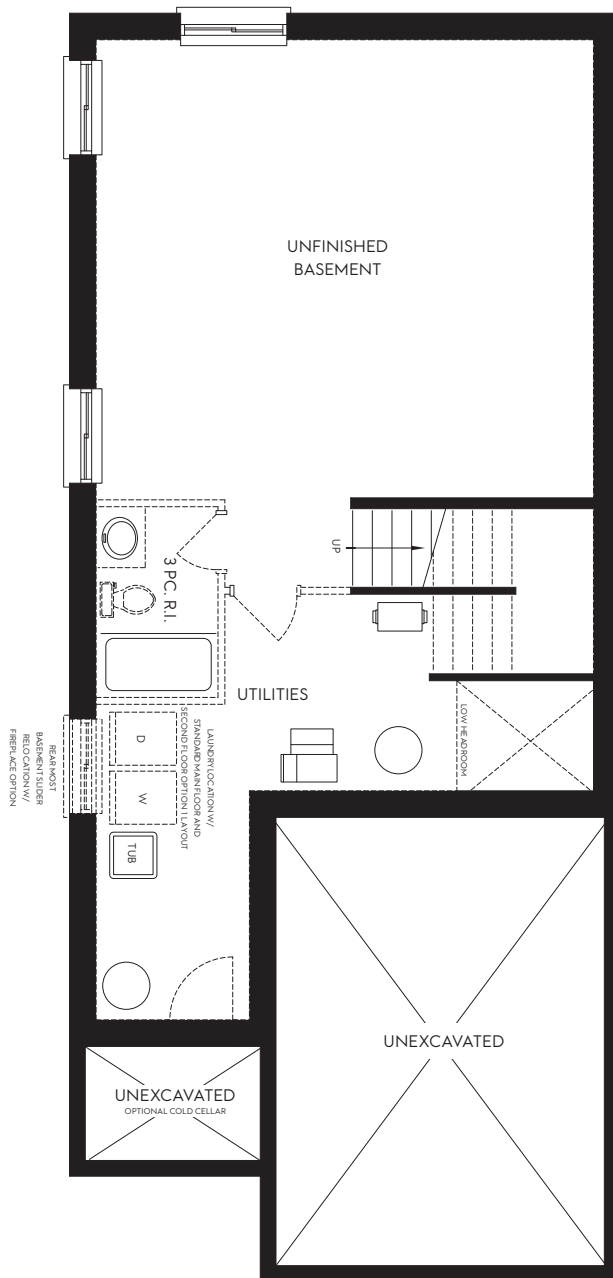 UNFINISHED
BASEMENT
UP
3 PC. R.I.
UTILITIES
LOW HEADROOM
LAUNDRY LOCATION W/
STANDARD MAIN FLOOR AND
SECOND FLOOR OPTION 1 LAYOUT
D
W
TUB
REAR MOST
BASEMENT SLIDER
RELOCATION W/
FIREPLACE OPTION
UNEXCAVATED
UNEXCAVATED
OPTIONAL COLD CELLAR